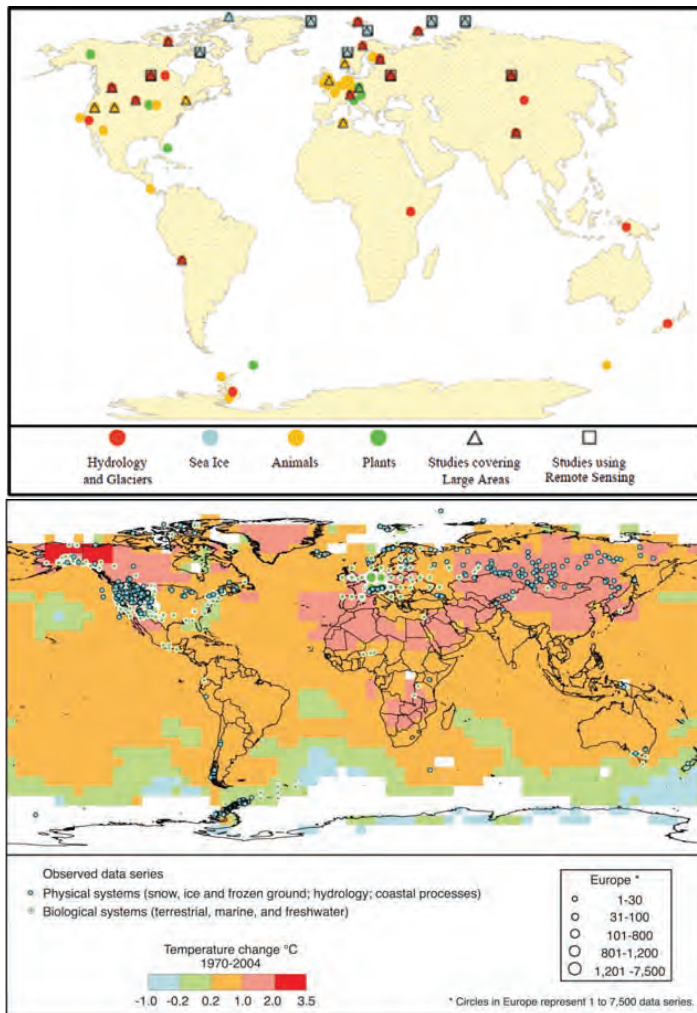 Hydrology
and Glaciers
Sea Ice
Animals
Plants
Studies covering
Large Areas
Studies using
Remote Sensing
Observed data series
Physical systems (snow, ice and frozen ground; hydrology; coastal processes)
Biological systems (terrestrial, marine, and freshwater)
Temperature change °C
1970-2004
-1.0 -0.2 0.2 1.0 2.0 3.5
Europe *
1-30
31-100
101-800
801-1,200
1,201 -7,500
* Circles in Europe represent 1 to 7,500 data series.